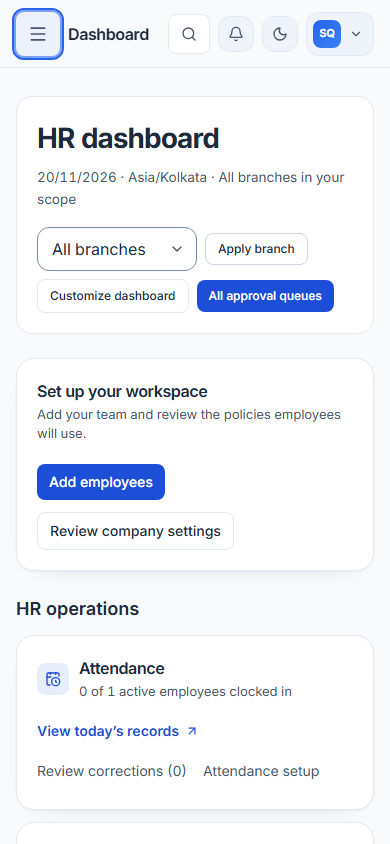 Dashboard
SQ
HR dashboard
20/11/2026 · Asia/Kolkata · All branches in your
scope
All branches
Apply branch
Customize dashboard
All approval queues
Set up your workspace
Add your team and review the policies employees
will use.
Add employees
Review company settings
HR operations
Attendance
0 of 1 active employees clocked in
View today’s records
Review corrections (0)
Attendance setup